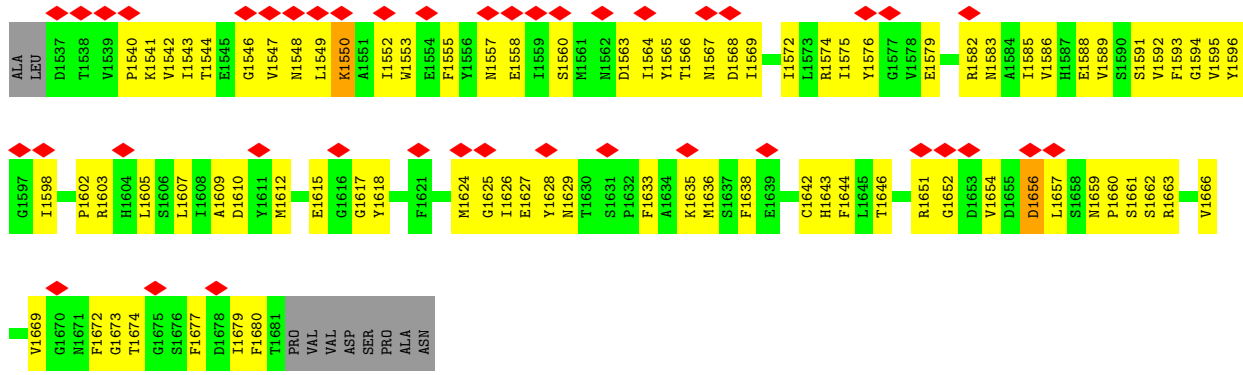 ALA LEU D1537 T1538 V1539 P1540 K1541 V1542 I1543 T1544 E1545 G1546 V1547 N1548 L1549 K1550 A1551 I1552 W1553 E1554 F1555 Y1556 N1557 E1558 I1559 S1560 M1561 N1562 D1563 I1564 Y1565 T1566 N1567 D1568 I1569 I1572 L1573 R1574 I1575 Y1576 G1577 V1578 E1579 R1582 N1583 A1584 I1585 V1586 H1587 E1588 V1589 S1590 S1591 V1592 F1593 G1594 V1595 Y1596
G1597 I1598 P1602 R1603 H1604 L1605 S1606 L1607 I1608 A1609 D1610 Y1611 M1612 E1615 G1616 G1617 Y1618 F1621 M1624 G1625 I1626 E1627 Y1628 N1629 T1630 S1631 P1632 F1633 A1634 K1635 M1636 S1637 F1638 E1639 C1642 H1643 F1644 L1645 T1646 R1651 G1652 D1653 V1654 D1655 D1656 L1657 S1658 N1659 P1660 S1661 S1662 R1663 V1666
V1669 G1670 N1671 F1672 G1673 T1674 G1675 S1676 F1677 D1678 I1679 F1680 T1681 PRO VAL VAL ASP SER PRO ALA ASN